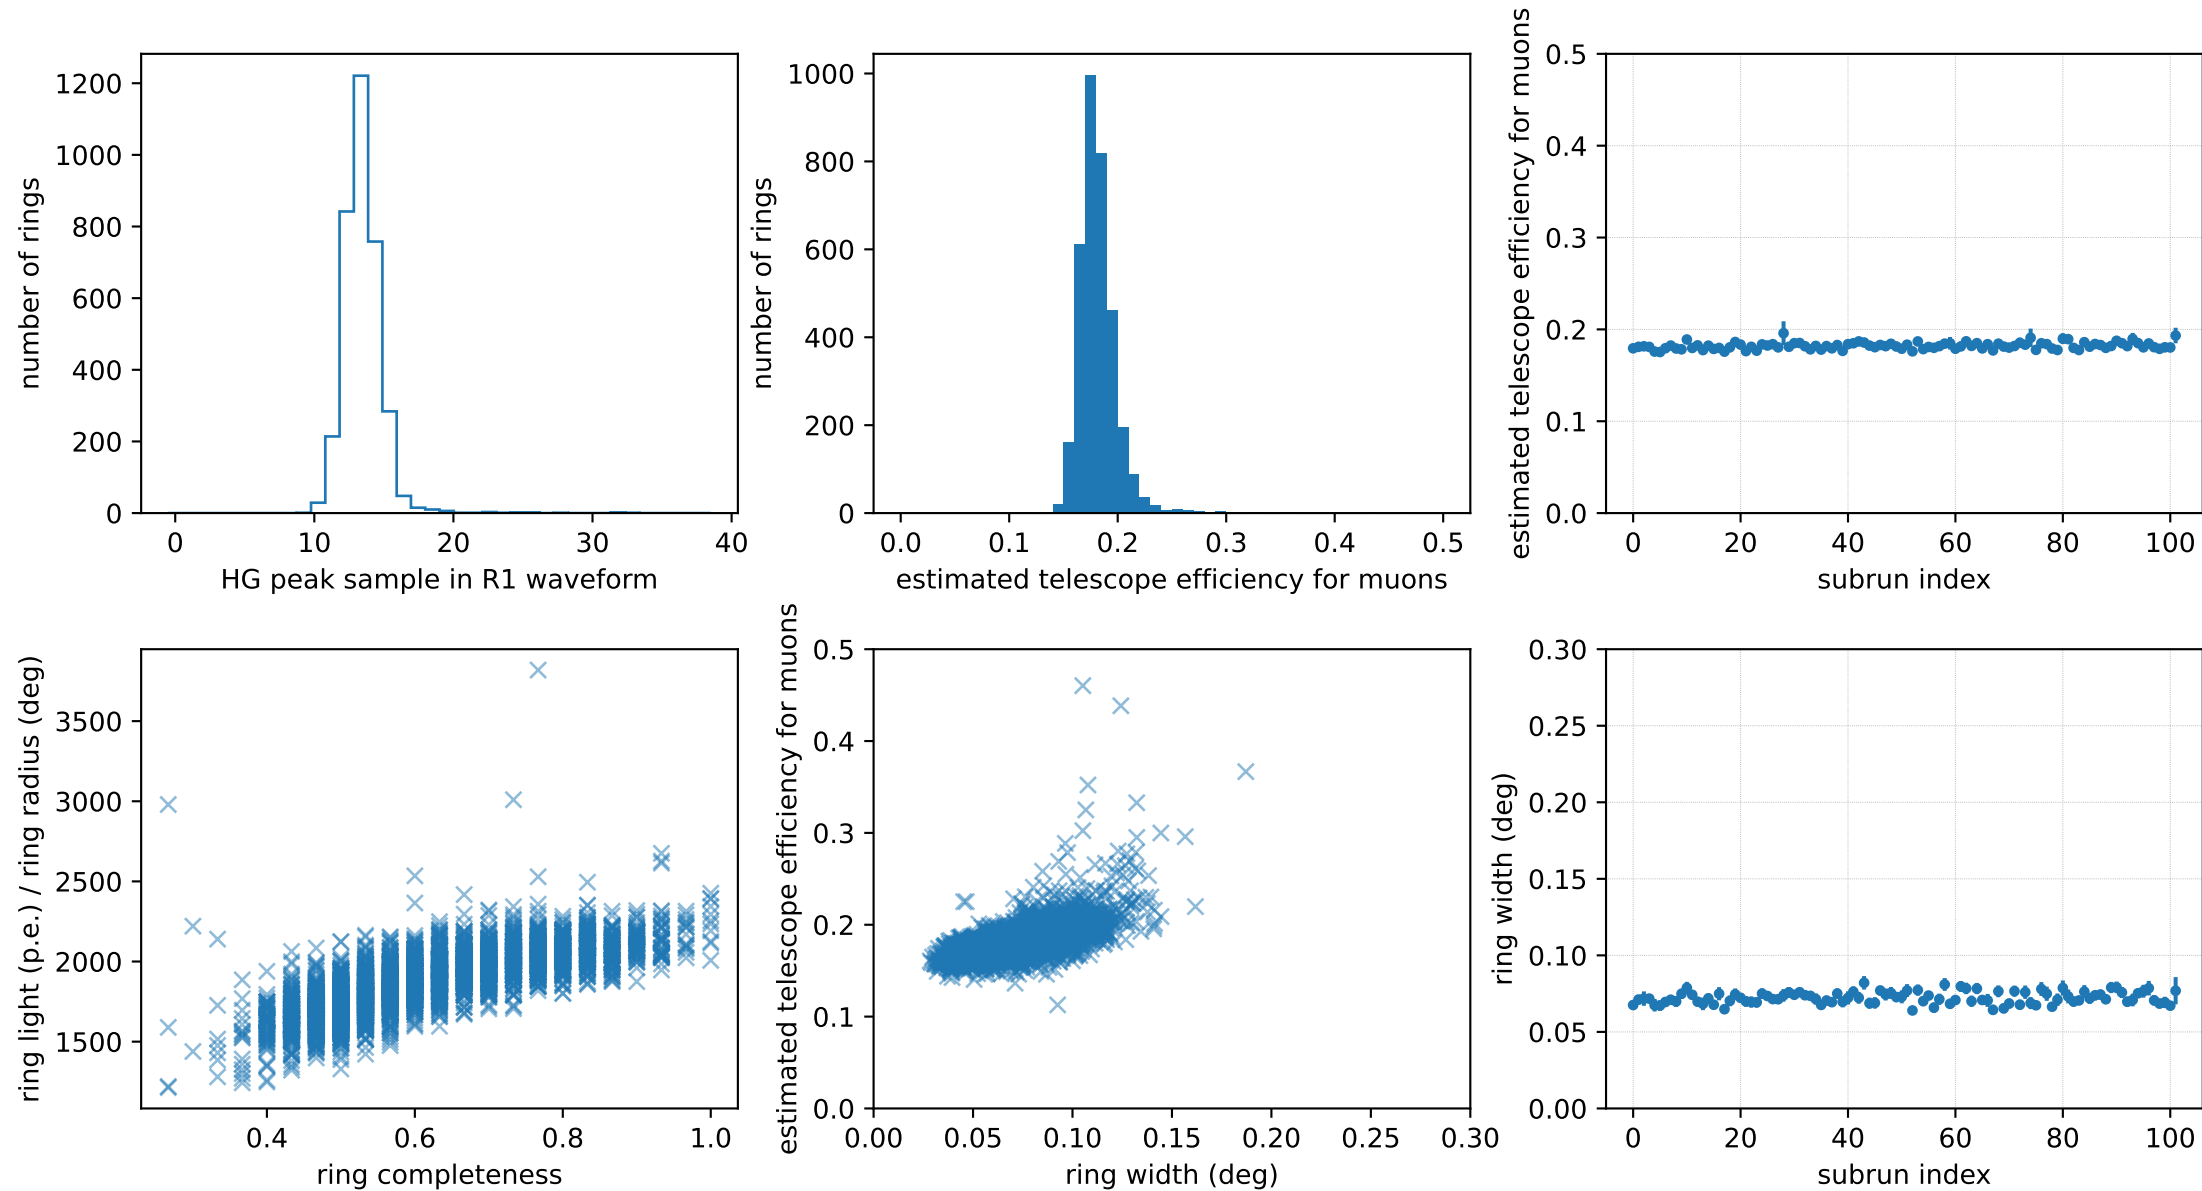 number of rings
1200
1000
800
600
400
200
0
0 10 20 30 40
HG peak sample in R1 waveform
number of rings
1000
800
600
400
200
0
0.0 0.1 0.2 0.3 0.4 0.5
estimated telescope efficiency for muons
estimated telescope efficiency for muons
0.5
0.4
0.3
0.2
0.1
0.0
0 20 40 60 80 100
subrun index
ring light (p.e.) / ring radius (deg)
3500
3000
2500
2000
1500
0.4 0.6 0.8 1.0
ring completeness
estimated telescope efficiency for muons
0.5
0.4
0.3
0.2
0.1
0.0
0.00 0.05 0.10 0.15 0.20 0.25 0.30
ring width (deg)
ring width (deg)
0.30
0.25
0.20
0.15
0.10
0.05
0.00
0 20 40 60 80 100
subrun index